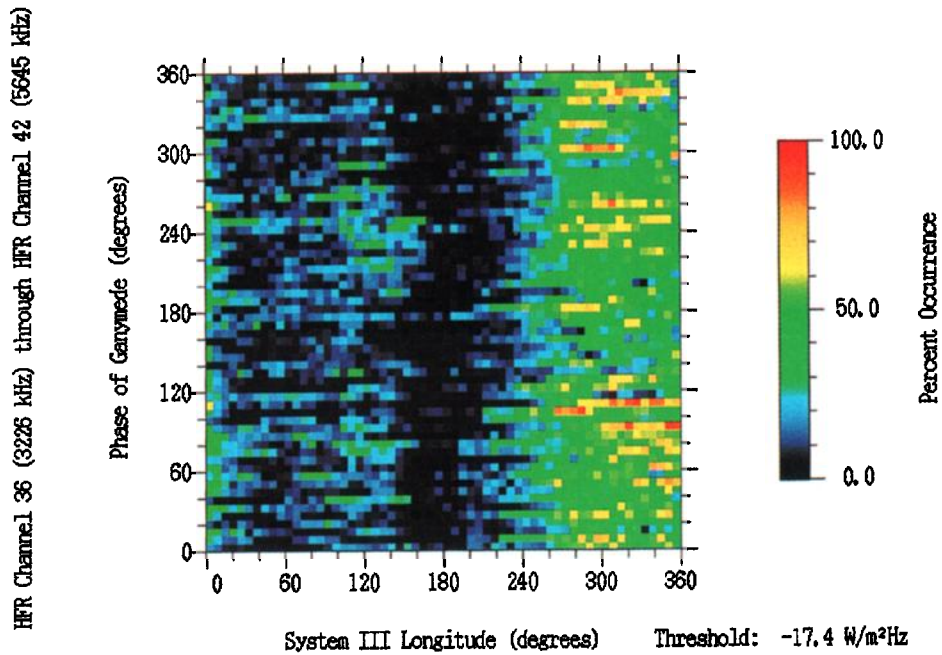 HFR Channel 36 (3226 kHz) through HFR Channel 42 (5645 kHz)
Phase of Ganymede (degrees)
360
300
240
180
120
60
0
0 60 120 180 240 300 360
System III Longitude (degrees)
Threshold: -17.4 W/m²Hz
100.0
50.0
0.0
Percent Occurrence